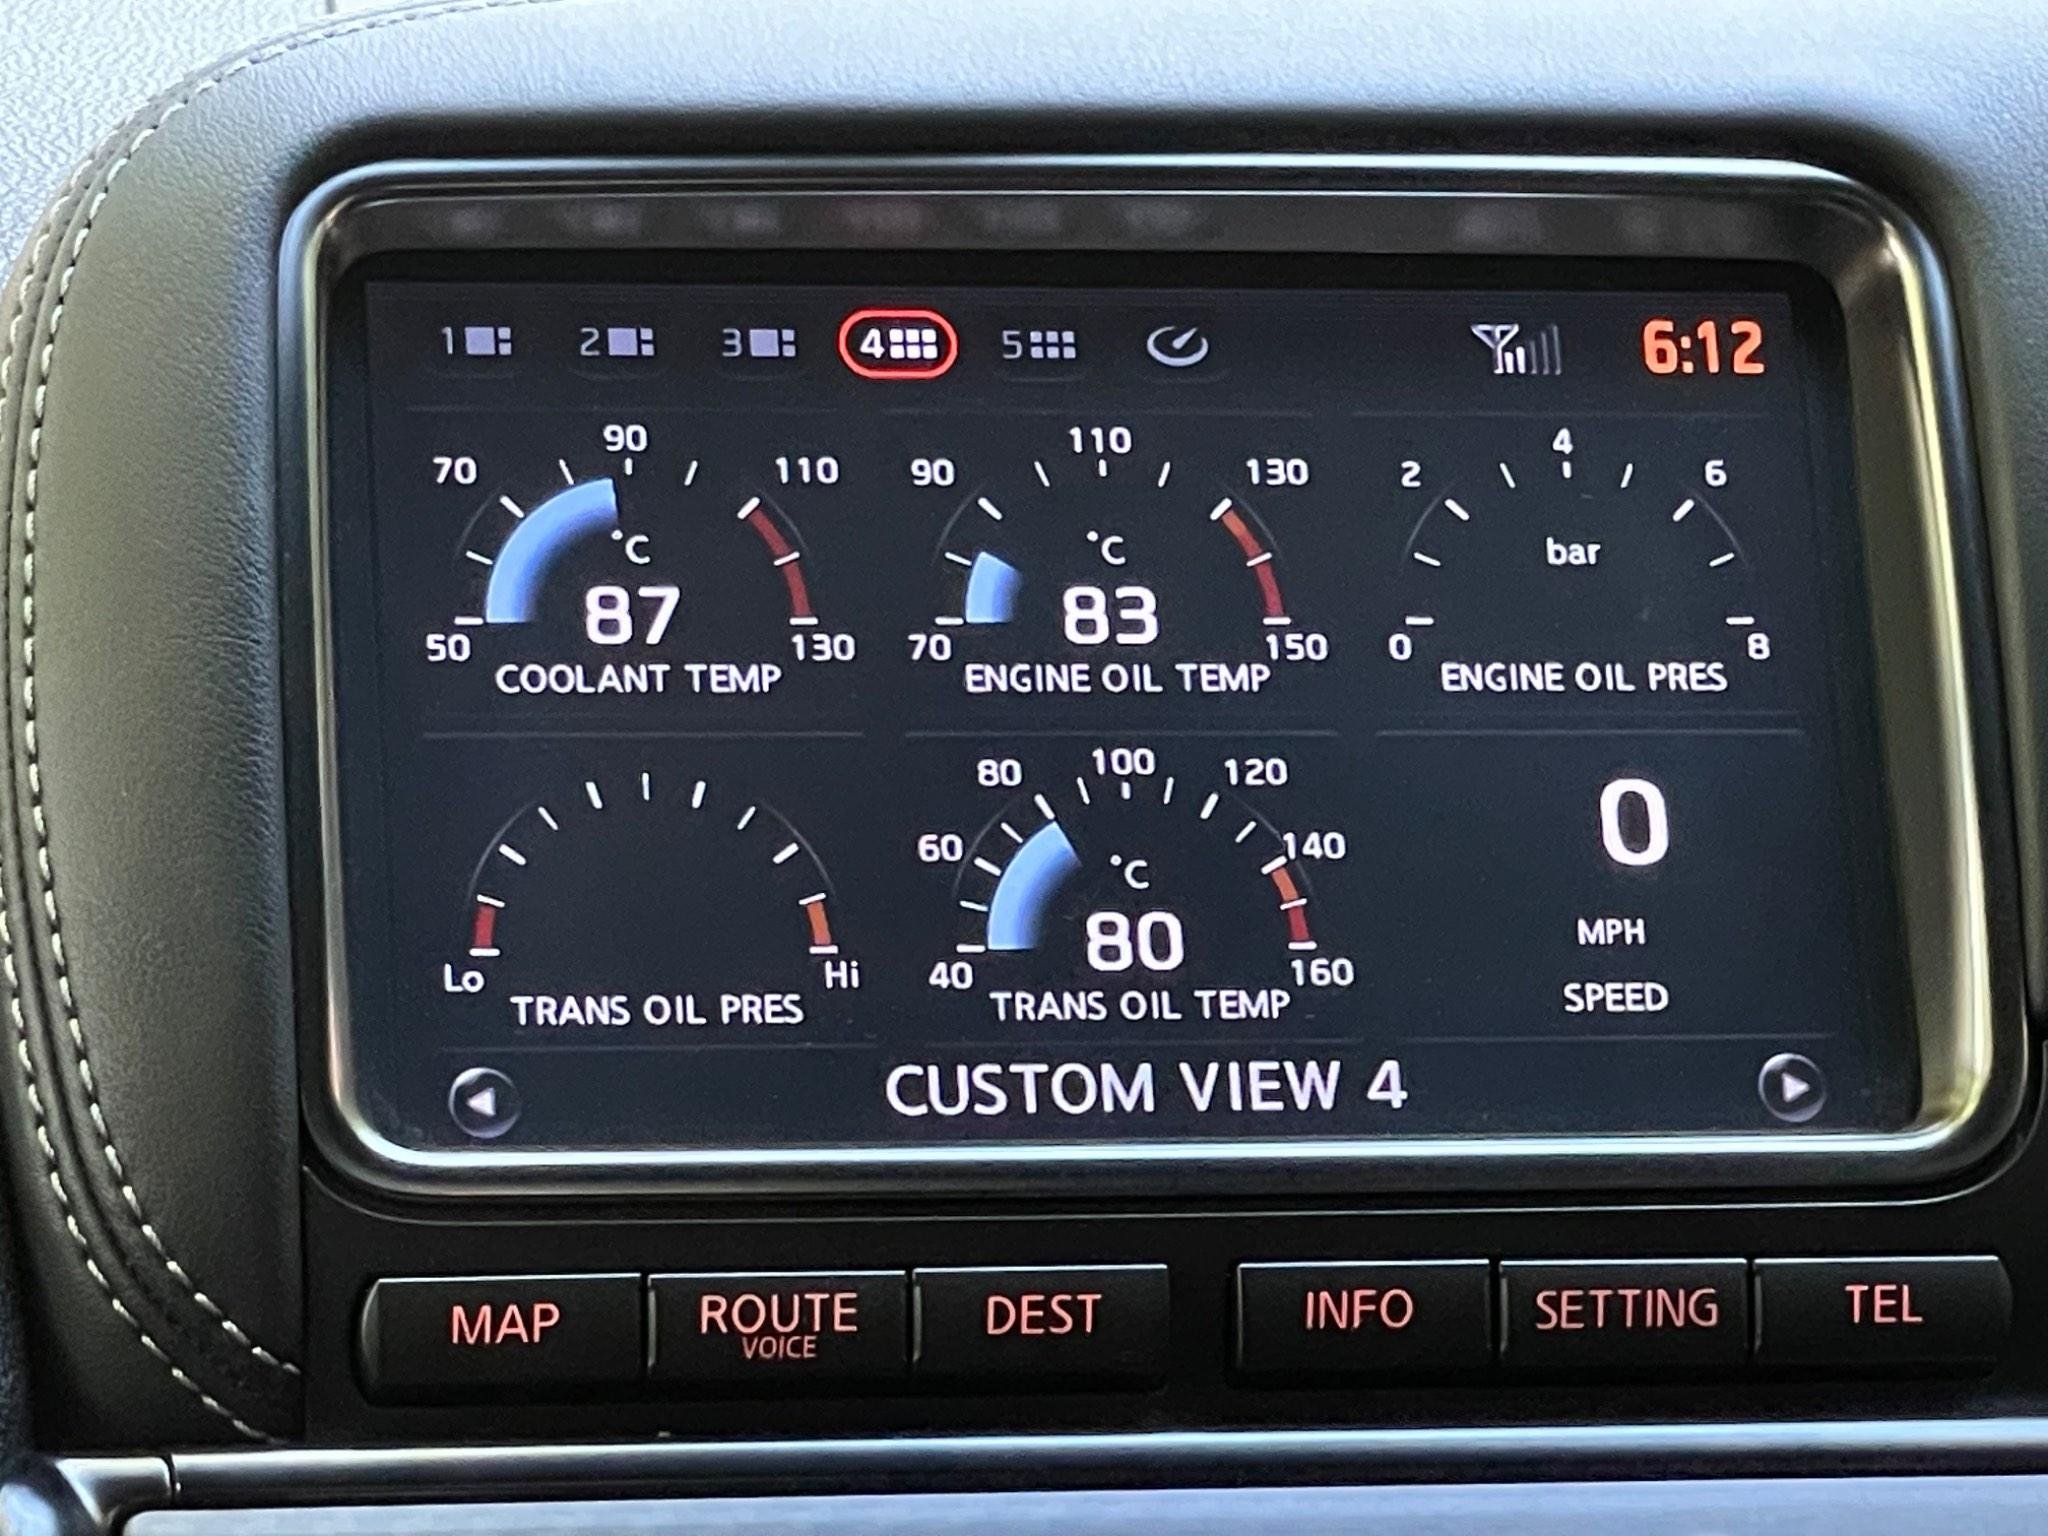 1 2 3 4 5 6:12
90 110 4
70 110 90 130 2 6
°C °C bar
87 83
50 130 70 150 0 8
COOLANT TEMP ENGINE OIL TEMP ENGINE OIL PRES
80 100 120 0
60 140
°C
80 MPH
Lo Hi 40 160
TRANS OIL PRES TRANS OIL TEMP SPEED
CUSTOM VIEW 4
MAP ROUTE DEST INFO SETTING TEL
VOICE